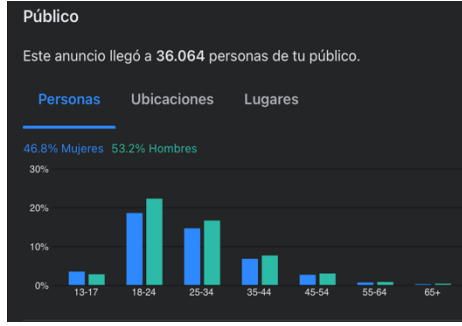 Público
Este anuncio llegó a 36.064 personas de tu público.
Personas Ubicaciones Lugares
46.8% Mujeres 53.2% Hombres
30%
20%
10%
0%
13-17 18-24 25-34 35-44 45-54 55-64 65+